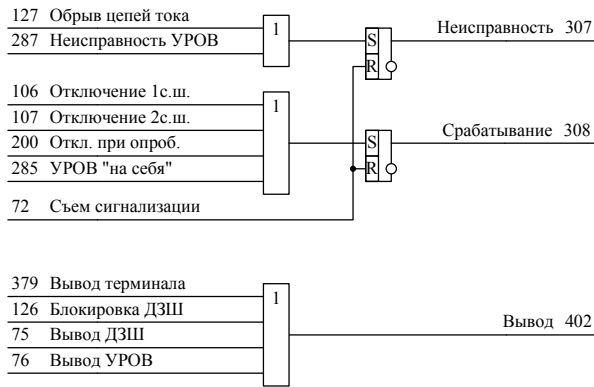 127 Обрыв цепей тока
287 Неисправность УРОВ
1
S
R
Неисправность 307
106 Отключение 1с.ш.
107 Отключение 2с.ш.
200 Откл. при опроб.
285 УРОВ "на себя"
1
S
R
Срабатывание 308
72 Съем сигнализации
379 Вывод терминала
126 Блокировка ДЗШ
75 Вывод ДЗШ
76 Вывод УРОВ
1
Вывод 402